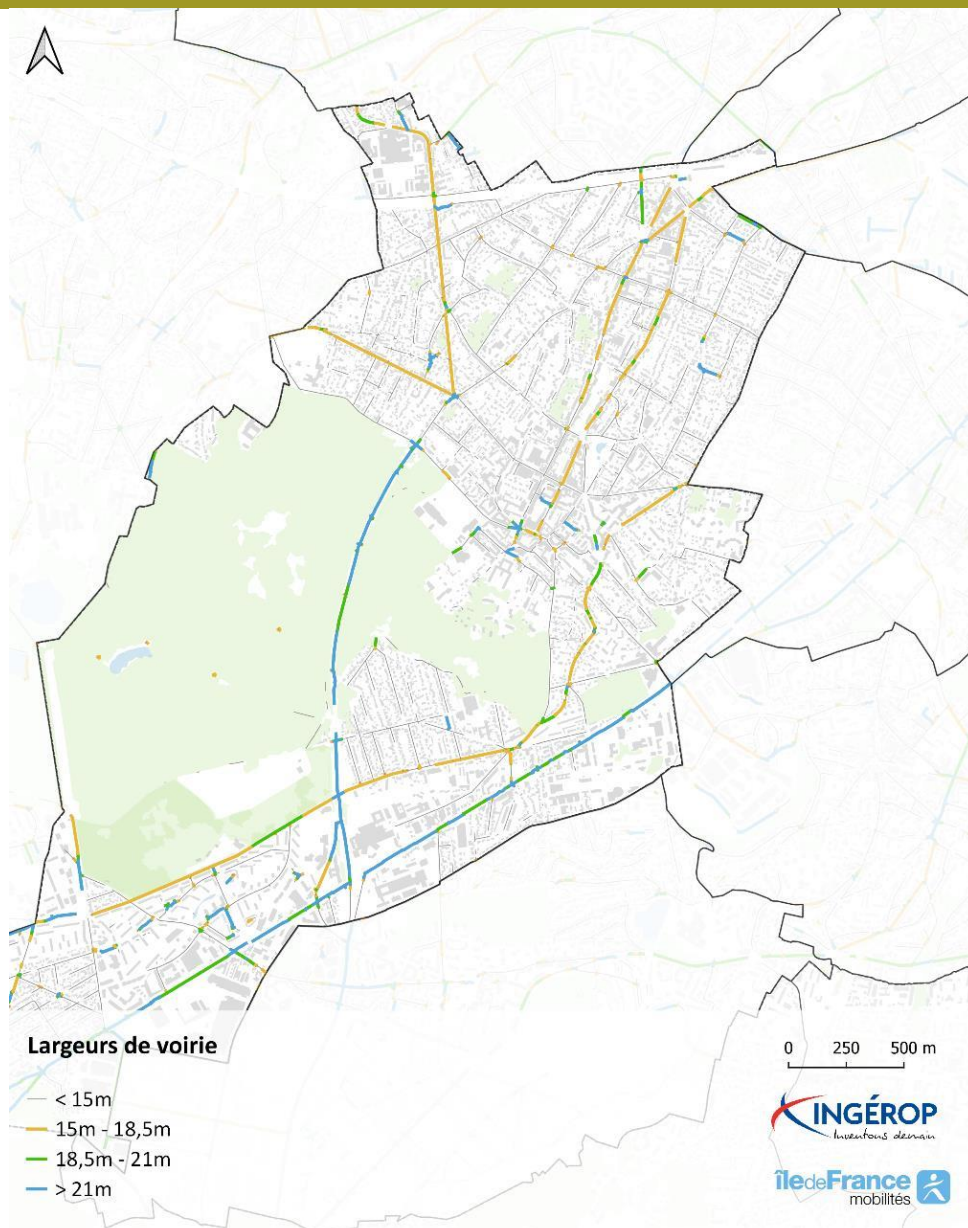 Largeurs de voirie
< 15m
15m - 18,5m
18,5m - 21m
> 21m
0 250 500 m
INGÉROP
Inventons demain
îledeFrance
mobilités